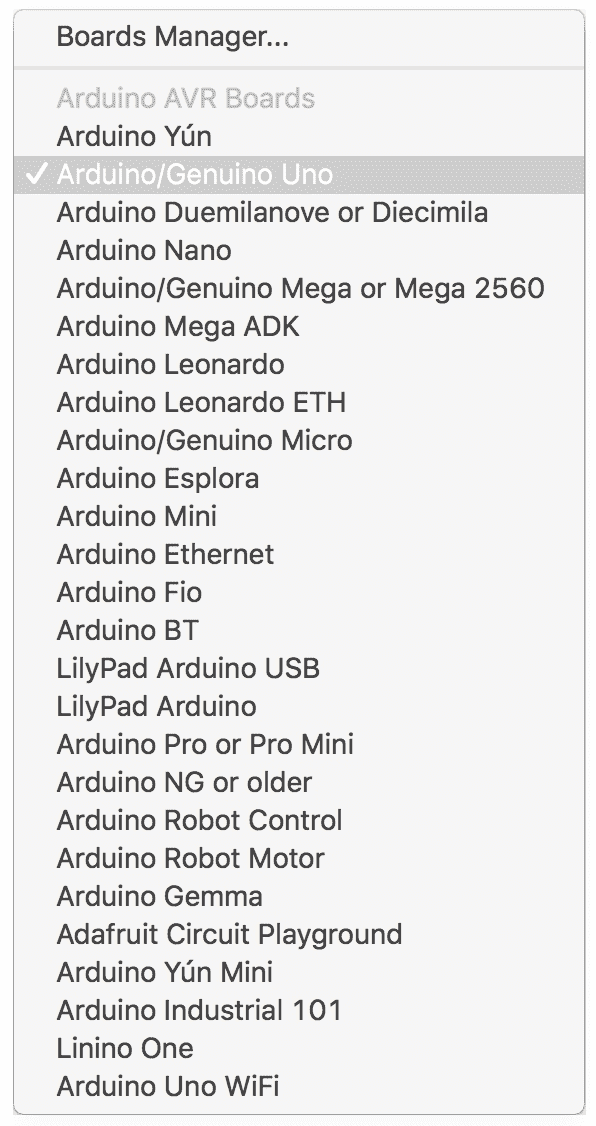 Boards Manager...
Arduino AVR Boards
Arduino Yún
✓ Arduino/Genuino Uno
Arduino Duemilanove or Diecimila
Arduino Nano
Arduino/Genuino Mega or Mega 2560
Arduino Mega ADK
Arduino Leonardo
Arduino Leonardo ETH
Arduino/Genuino Micro
Arduino Esplora
Arduino Mini
Arduino Ethernet
Arduino Fio
Arduino BT
LilyPad Arduino USB
LilyPad Arduino
Arduino Pro or Pro Mini
Arduino NG or older
Arduino Robot Control
Arduino Robot Motor
Arduino Gemma
Adafruit Circuit Playground
Arduino Yún Mini
Arduino Industrial 101
Linino One
Arduino Uno WiFi